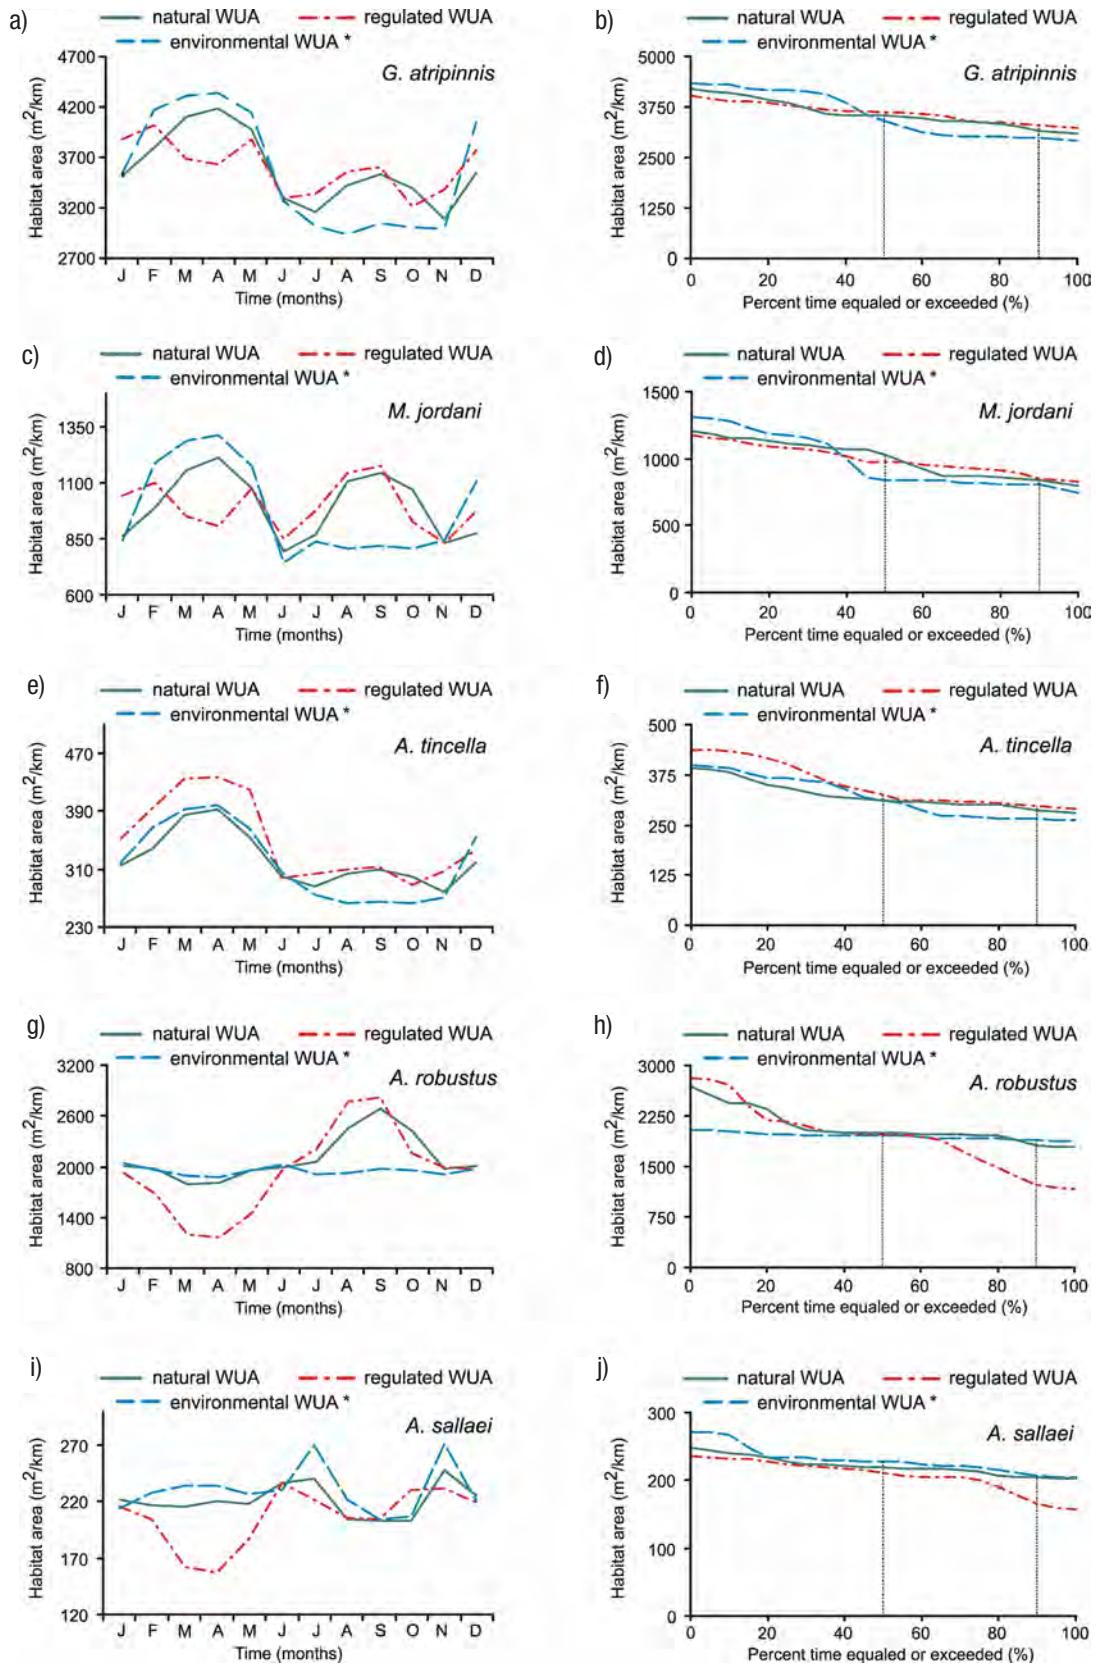 a)
natural WUA regulated WUA
environmental WUA *
G. atripinnis
Habitat area (m²/km)
4700
4200
3700
3200
2700
J F M A M J J A S O N D
Time (months)
b)
natural WUA regulated WUA
environmental WUA *
G. atripinnis
Habitat area (m²/km)
5000
3750
2500
1250
0
0 20 40 60 80 100
Percent time equaled or exceeded (%)
c)
natural WUA regulated WUA
environmental WUA *
M. jordani
Habitat area (m²/km)
1350
1100
850
600
J F M A M J J A S O N D
Time (months)
d)
natural WUA regulated WUA
environmental WUA *
M. jordani
Habitat area (m²/km)
1500
1000
500
0
0 20 40 60 80 100
Percent time equaled or exceeded (%)
e)
natural WUA regulated WUA
environmental WUA *
A. tincella
Habitat area (m²/km)
470
390
310
230
J F M A M J J A S O N D
Time (months)
f)
natural WUA regulated WUA
environmental WUA *
A. tincella
Habitat area (m²/km)
500
375
250
125
0
0 20 40 60 80 100
Percent time equaled or exceeded (%)
g)
natural WUA regulated WUA
environmental WUA *
A. robustus
Habitat area (m²/km)
3200
2600
2000
1400
800
J F M A M J J A S O N D
Time (months)
h)
natural WUA regulated WUA
environmental WUA *
A. robustus
Habitat area (m²/km)
3000
2250
1500
750
0
0 20 40 60 80 100
Percent time equaled or exceeded (%)
i)
natural WUA regulated WUA
environmental WUA *
A. sallaei
Habitat area (m²/km)
270
220
170
120
J F M A M J J A S O N D
Time (months)
j)
natural WUA regulated WUA
environmental WUA *
A. sallaei
Habitat area (m²/km)
300
200
100
0
0 20 40 60 80 100
Percent time equaled or exceeded (%)